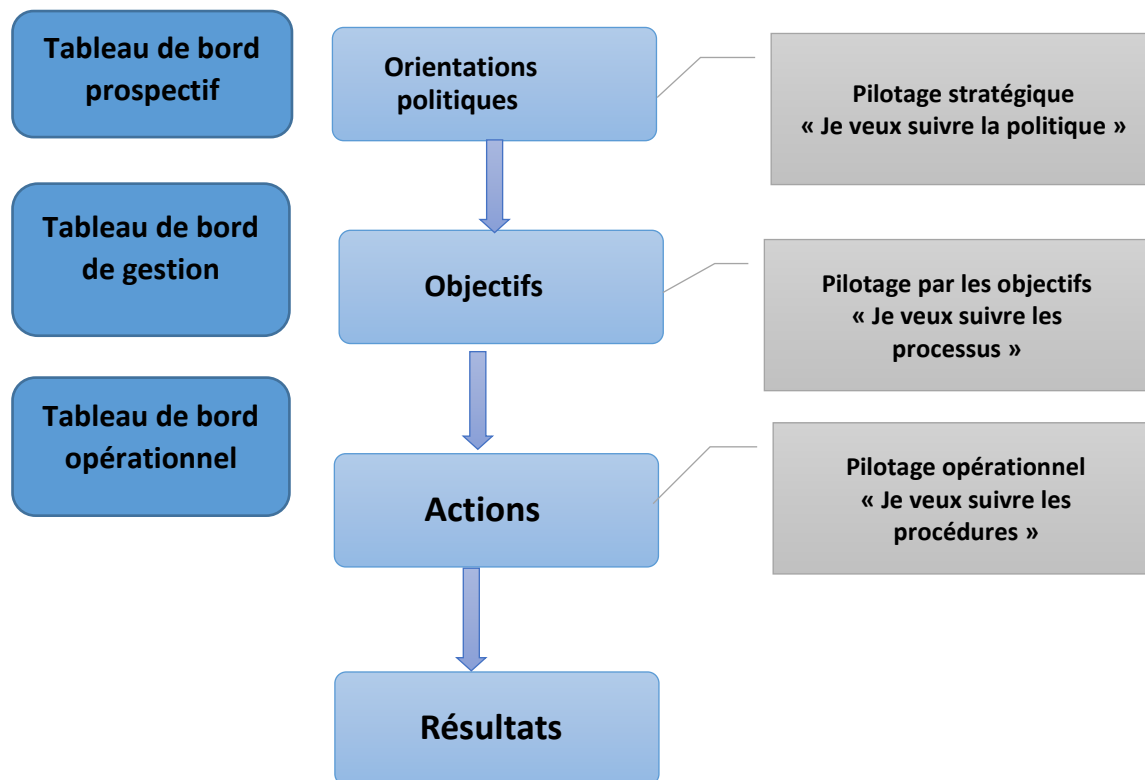 Tableau de bord
prospectif
Orientations
politiques
Pilotage stratégique
« Je veux suivre la politique »
Tableau de bord
de gestion
Objectifs
Pilotage par les objectifs
« Je veux suivre les
processus »
Tableau de bord
opérationnel
Actions
Pilotage opérationnel
« Je veux suivre les
procédures »
Résultats